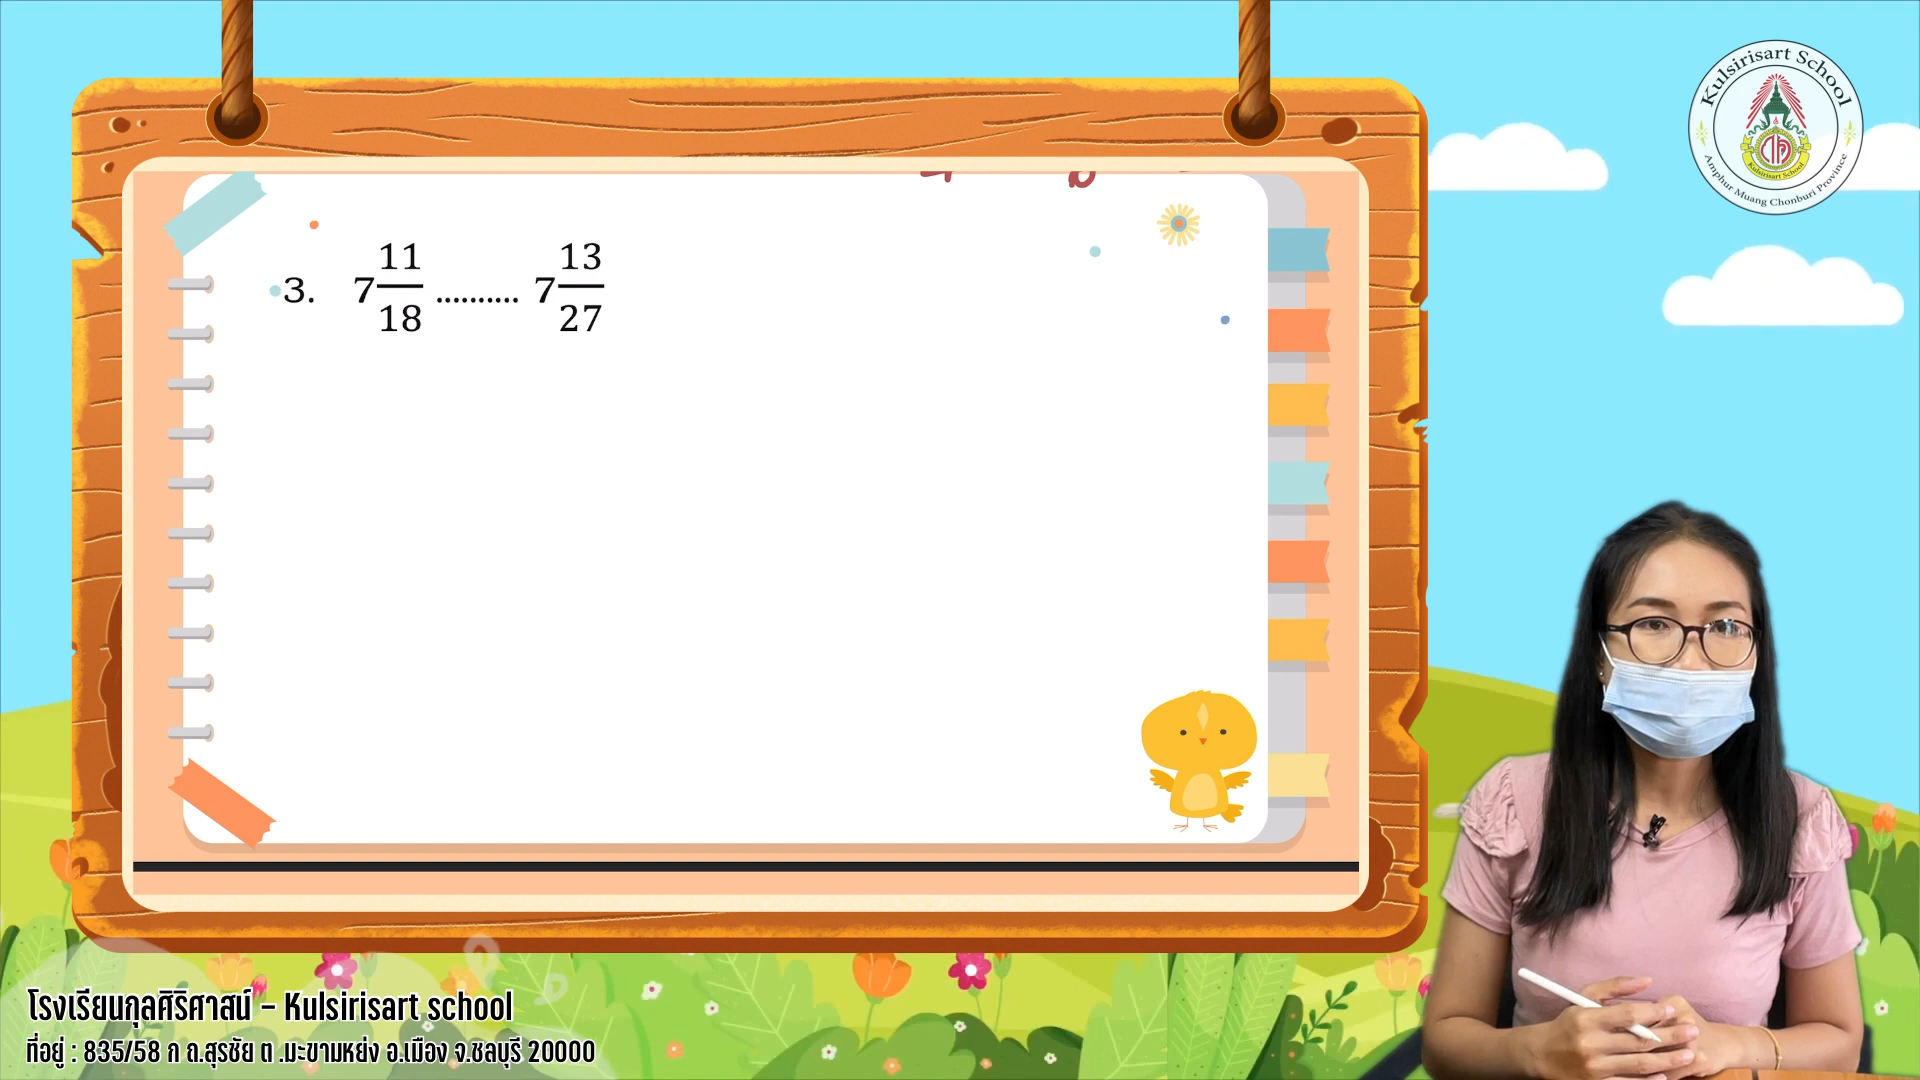 Kulsirisart School
Kulsirisart School
Amphur Muang Chonburi Province
3. 7 11/18 .......... 7 13/27
โรงเรียนกุลศิริศาสน์ – Kulsirisart school
ที่อยู่ : 835/58 ก ถ.สุรชัย ต .มะขามหย่ง อ.เมือง จ.ชลบุรี 20000